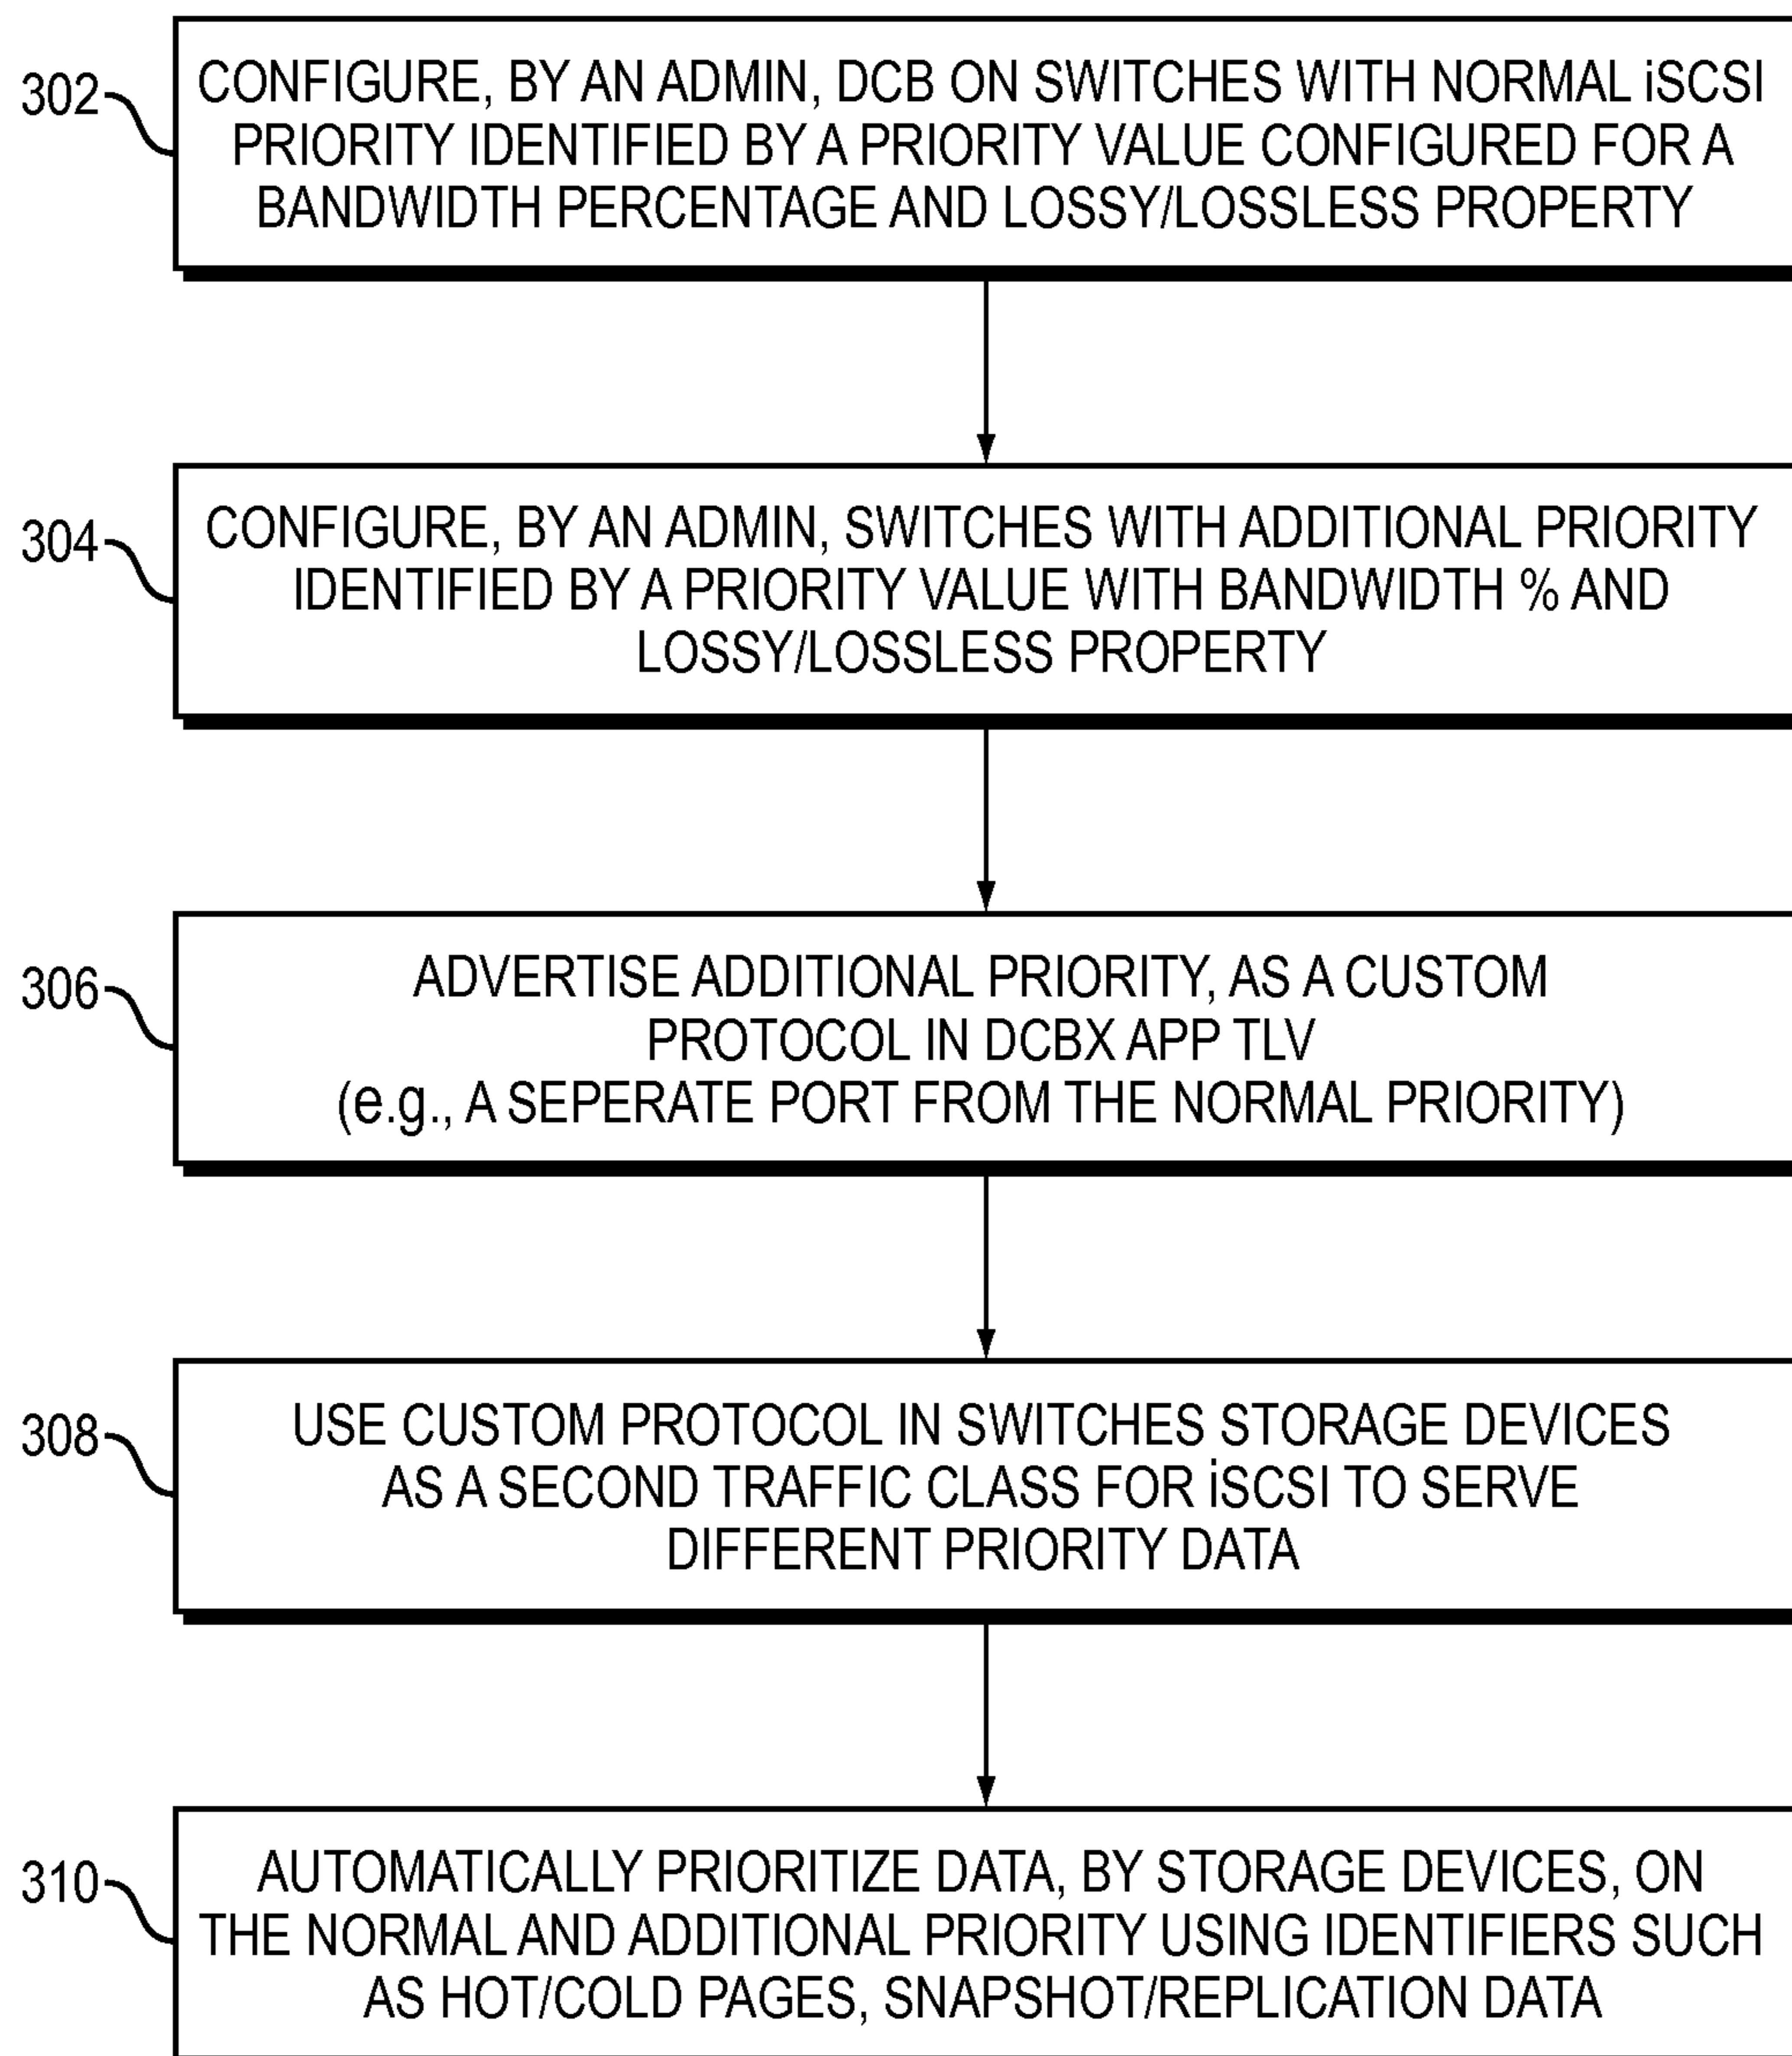 302
CONFIGURE, BY AN ADMIN, DCB ON SWITCHES WITH NORMAL iSCSI
PRIORITY IDENTIFIED BY A PRIORITY VALUE CONFIGURED FOR A
BANDWIDTH PERCENTAGE AND LOSSY/LOSSLESS PROPERTY
304
CONFIGURE, BY AN ADMIN, SWITCHES WITH ADDITIONAL PRIORITY
IDENTIFIED BY A PRIORITY VALUE WITH BANDWIDTH % AND
LOSSY/LOSSLESS PROPERTY
306
ADVERTISE ADDITIONAL PRIORITY, AS A CUSTOM
PROTOCOL IN DCBX APP TLV
(e.g., A SEPERATE PORT FROM THE NORMAL PRIORITY)
308
USE CUSTOM PROTOCOL IN SWITCHES STORAGE DEVICES
AS A SECOND TRAFFIC CLASS FOR iSCSI TO SERVE
DIFFERENT PRIORITY DATA
310
AUTOMATICALLY PRIORITIZE DATA, BY STORAGE DEVICES, ON
THE NORMAL AND ADDITIONAL PRIORITY USING IDENTIFIERS SUCH
AS HOT/COLD PAGES, SNAPSHOT/REPLICATION DATA